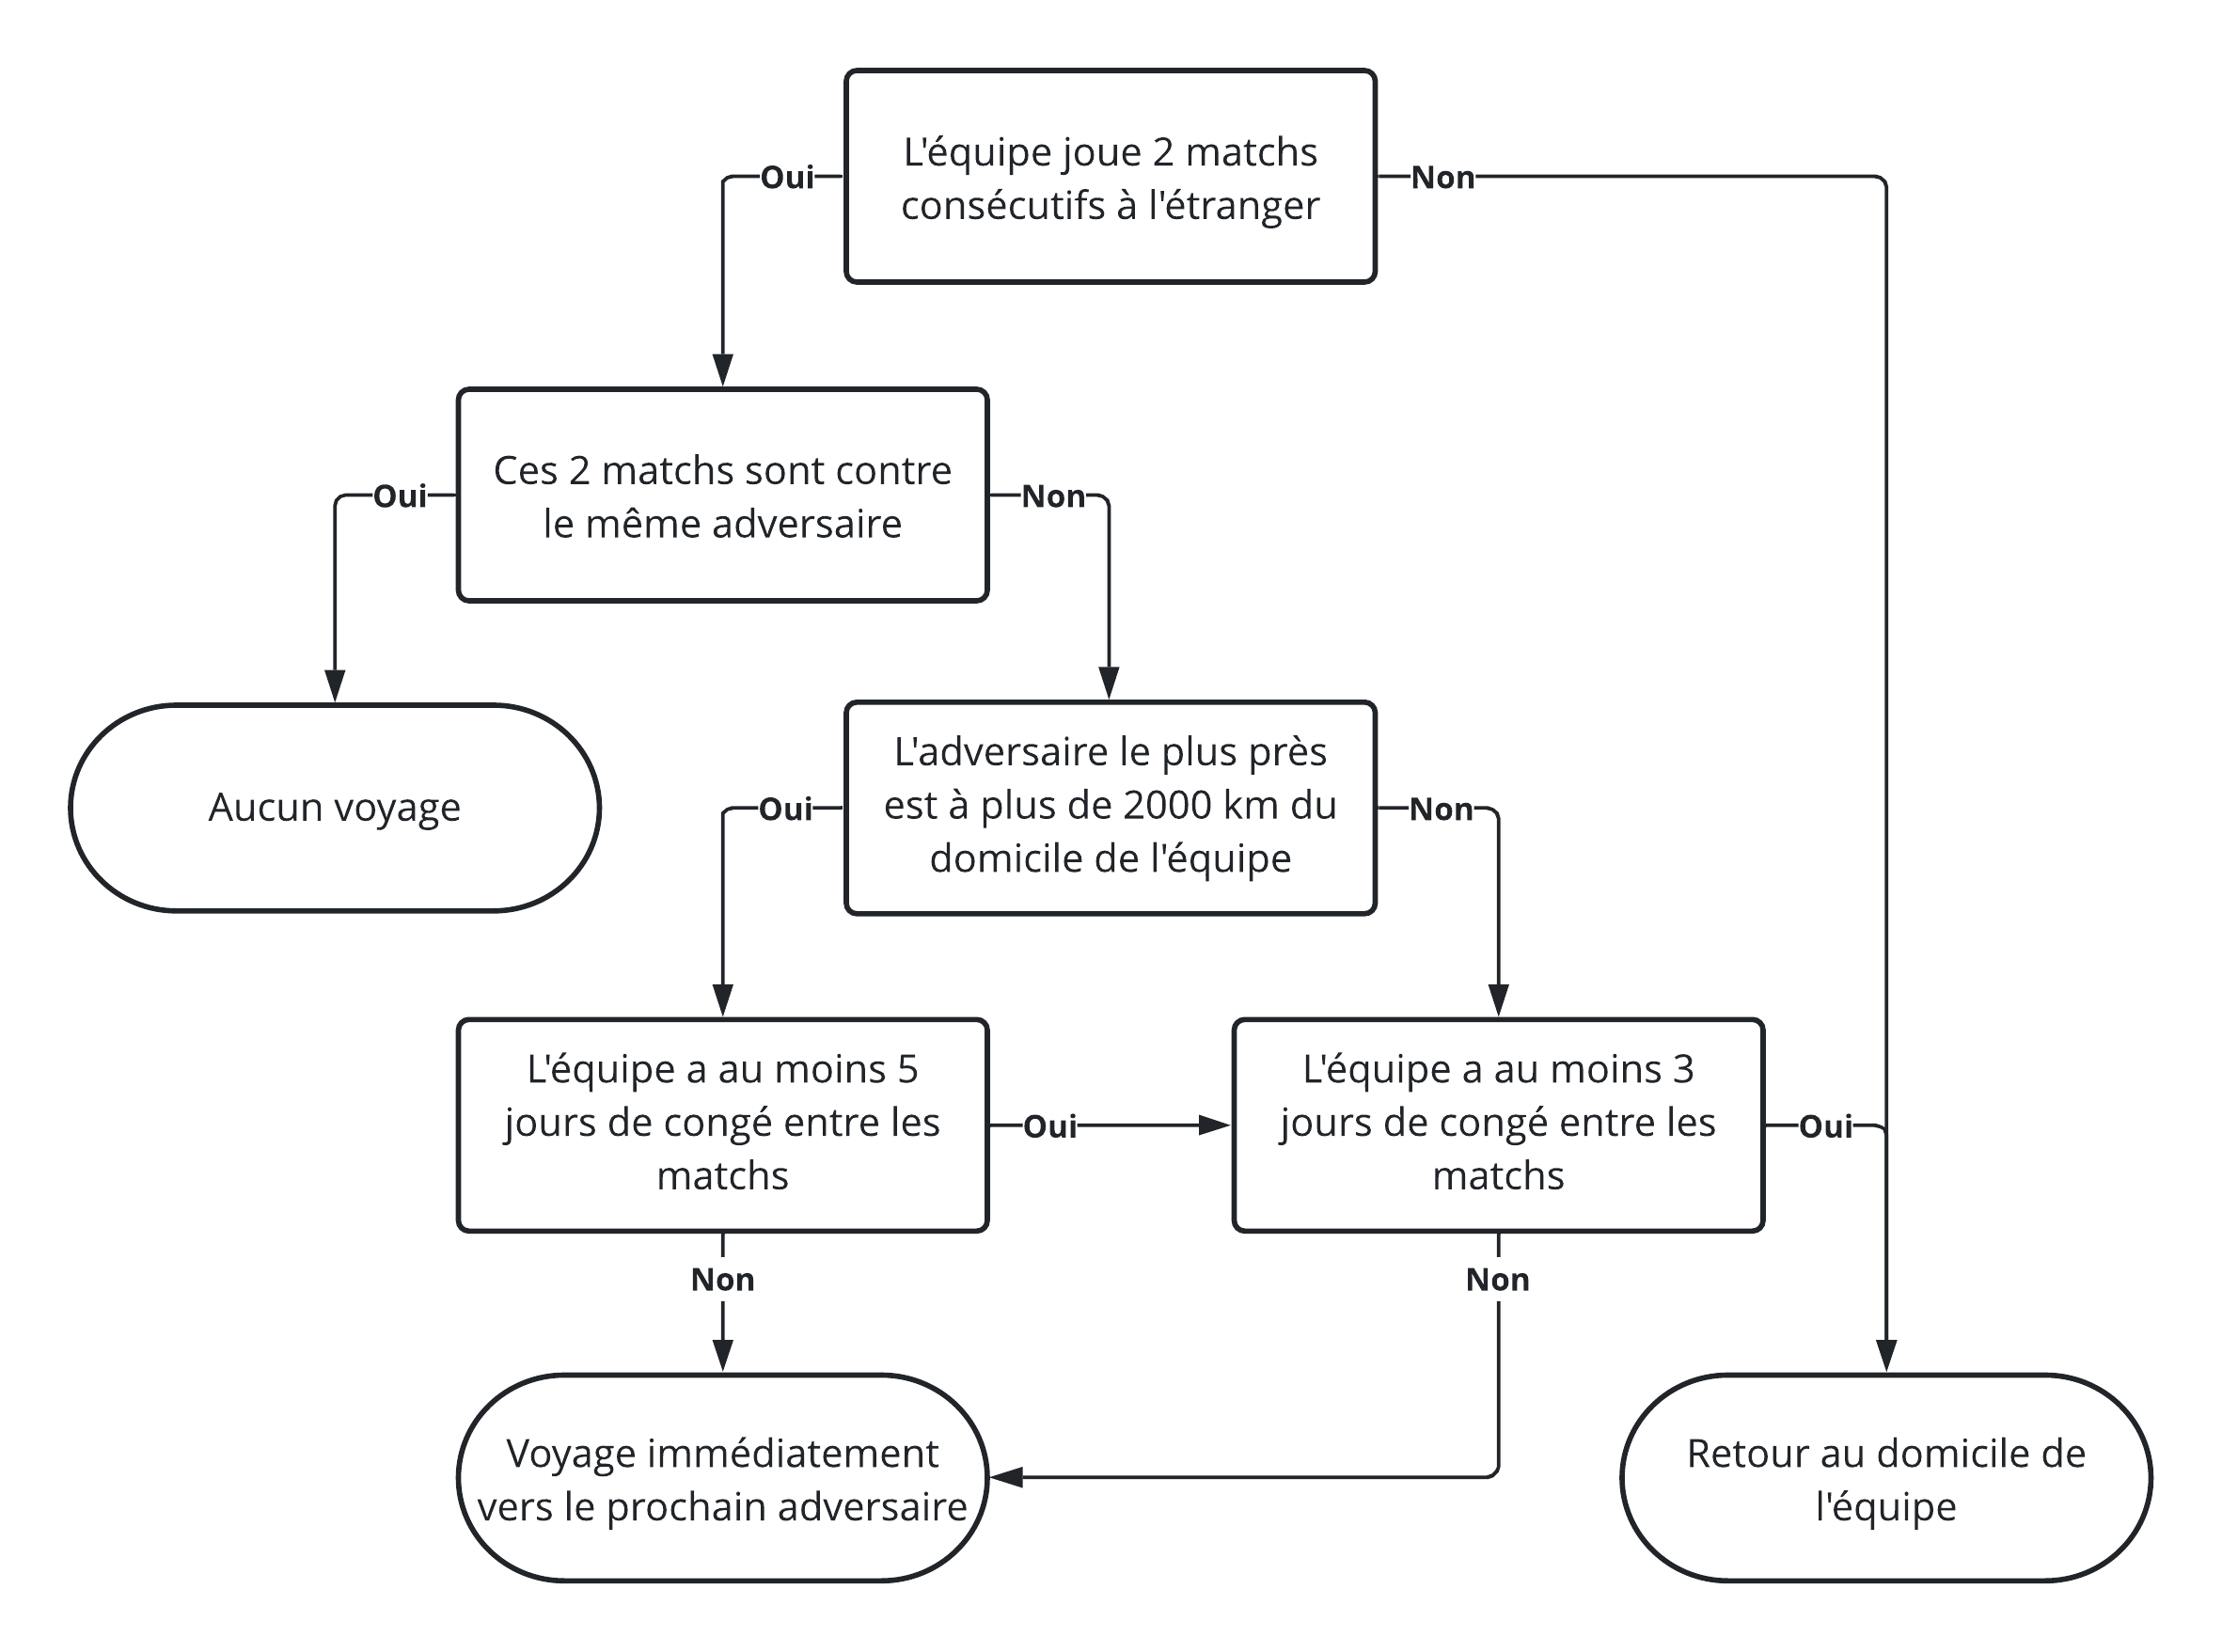 L'équipe joue 2 matchs
consécutifs à l'étranger
Oui
Non
Ces 2 matchs sont contre
le même adversaire
Oui
Non
Aucun voyage
L'adversaire le plus près
est à plus de 2000 km du
domicile de l'équipe
Oui
Non
L'équipe a au moins 5
jours de congé entre les
matchs
Oui
L'équipe a au moins 3
jours de congé entre les
matchs
Oui
Non
Non
Voyage immédiatement
vers le prochain adversaire
Retour au domicile de
l'équipe